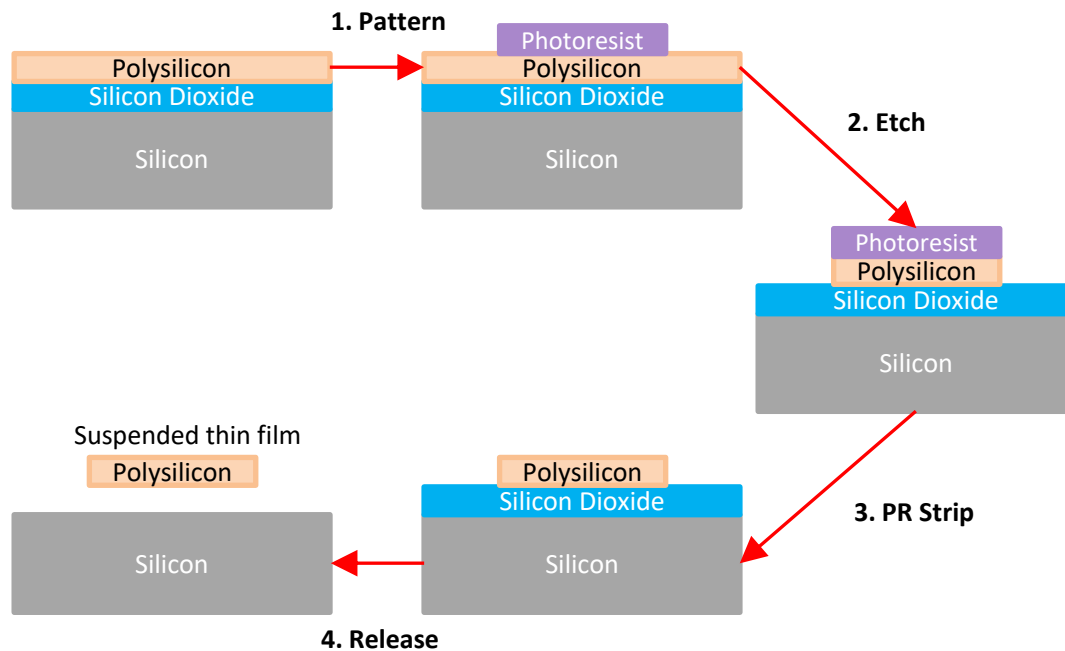 1. Pattern
Polysilicon
Silicon Dioxide
Silicon
Photoresist
Polysilicon
Silicon Dioxide
Silicon
2. Etch
Photoresist
Polysilicon
Silicon Dioxide
Silicon
3. PR Strip
Polysilicon
Silicon Dioxide
Silicon
4. Release
Suspended thin film
Polysilicon
Silicon